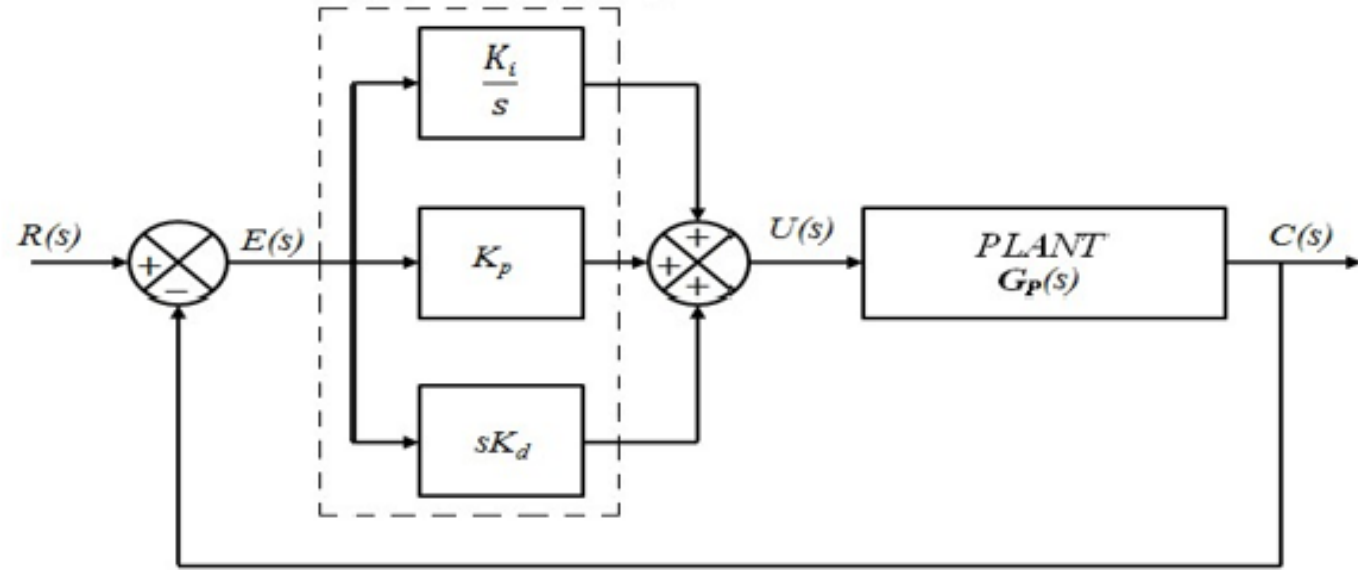 K_i
s
R(s)
+
−
E(s)
K_p
+
+
+
U(s)
PLANT
G_P(s)
C(s)
sK_d